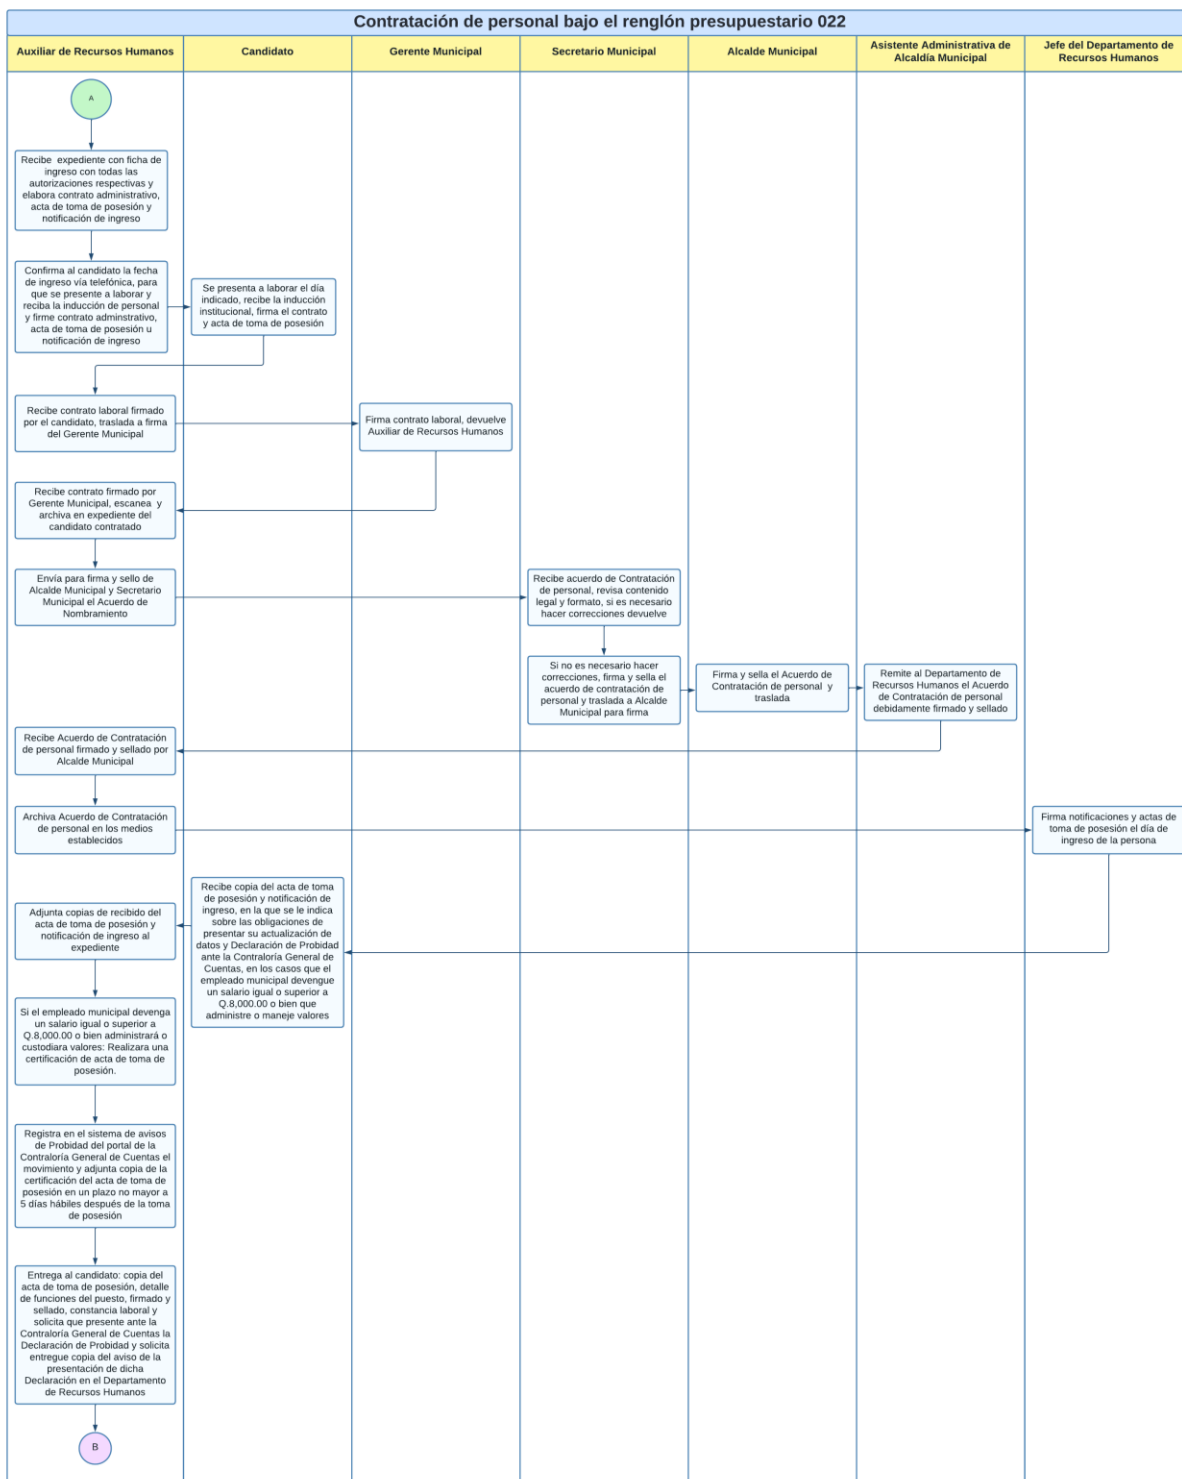 Contratación de personal bajo el renglón presupuestario 022
Auxiliar de Recursos Humanos
Candidato
Gerente Municipal
Secretario Municipal
Alcalde Municipal
Asistente Administrativa de
Alcaldía Municipal
Jefe del Departamento de
Recursos Humanos
A
Recibe expediente con ficha de
ingreso con todas las
autorizaciones respectivas y
elabora contrato administrativo,
acta de toma de posesión y
notificación de ingreso
Confirma al candidato la fecha
de ingreso vía telefónica, para
que se presente a laborar y
reciba la inducción de personal
y firme contrato adminstrativo,
acta de toma de posesión u
notificación de ingreso
Se presenta a laborar el día
indicado, recibe la inducción
institucional, firma el contrato
y acta de toma de posesión
Recibe contrato laboral firmado
por el candidato, traslada a firma
del Gerente Municipal
Firma contrato laboral, devuelve
Auxiliar de Recursos Humanos
Recibe contrato firmado por
Gerente Municipal, escanea y
archiva en expediente del
candidato contratado
Envía para firma y sello de
Alcalde Municipal y Secretario
Municipal el Acuerdo de
Nombramiento
Recibe acuerdo de Contratación
de personal, revisa contenido
legal y formato, si es necesario
hacer correcciones devuelve
Si no es necesario hacer
correcciones, firma y sella el
acuerdo de contratación de
personal y traslada a Alcalde
Municipal para firma
Firma y sella el Acuerdo de
Contratación de personal y
traslada
Remite al Departamento de
Recursos Humanos el Acuerdo
de Contratación de personal
debidamente firmado y sellado
Recibe Acuerdo de Contratación
de personal firmado y sellado por
Alcalde Municipal
Archiva Acuerdo de Contratación
de personal en los medios
establecidos
Firma notificaciones y actas de
toma de posesión el día de
ingreso de la persona
Recibe copia del acta de toma
de posesión y notificación de
ingreso, en la que se le indica
sobre las obligaciones de
presentar su actualización de
datos y Declaración de Probidad
ante la Contraloría General de
Cuentas, en los casos que el
empleado municipal devengue
un salario igual o superior a
Q.8,000.00 o bien que
administre o maneje valores
Adjunta copias de recibido del
acta de toma de posesión y
notificación de ingreso al
expediente
Si el empleado municipal devenga
un salario igual o superior a
Q.8,000.00 o bien administrará o
custodiara valores: Realizara una
certificación de acta de toma de
posesión.
Registra en el sistema de avisos
de Probidad del portal de la
Contraloría General de Cuentas el
movimiento y adjunta copia de la
certificación del acta de toma de
posesión en un plazo no mayor a
5 días hábiles después de la toma
de posesión
Entrega al candidato: copia del
acta de toma de posesión, detalle
de funciones del puesto, firmado y
sellado, constancia laboral y
solicita que presente ante la
Contraloría General de Cuentas la
Declaración de Probidad y solicita
entregue copia del aviso de la
presentación de dicha
Declaración en el Departamento
de Recursos Humanos
B